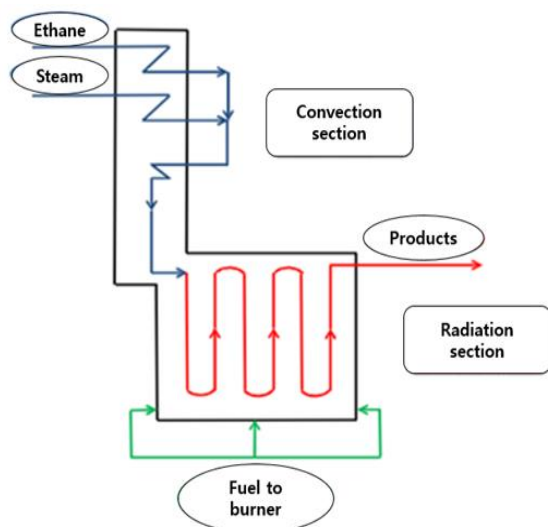 Ethane
Steam
Convection
section
Products
Radiation
section
Fuel to
burner